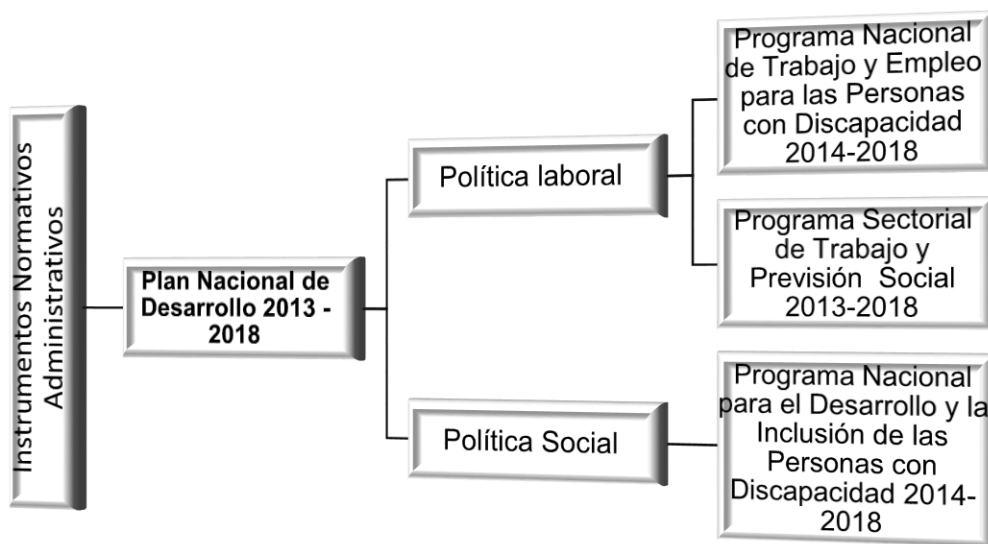 Instrumentos Normativos
Administrativos
Plan Nacional de
Desarrollo 2013 -
2018
Política laboral
Programa Nacional
de Trabajo y Empleo
para las Personas
con Discapacidad
2014-2018
Programa Sectorial
de Trabajo y
Previsión Social
2013-2018
Política Social
Programa Nacional
para el Desarrollo y la
Inclusión de las
Personas con
Discapacidad 2014-
2018